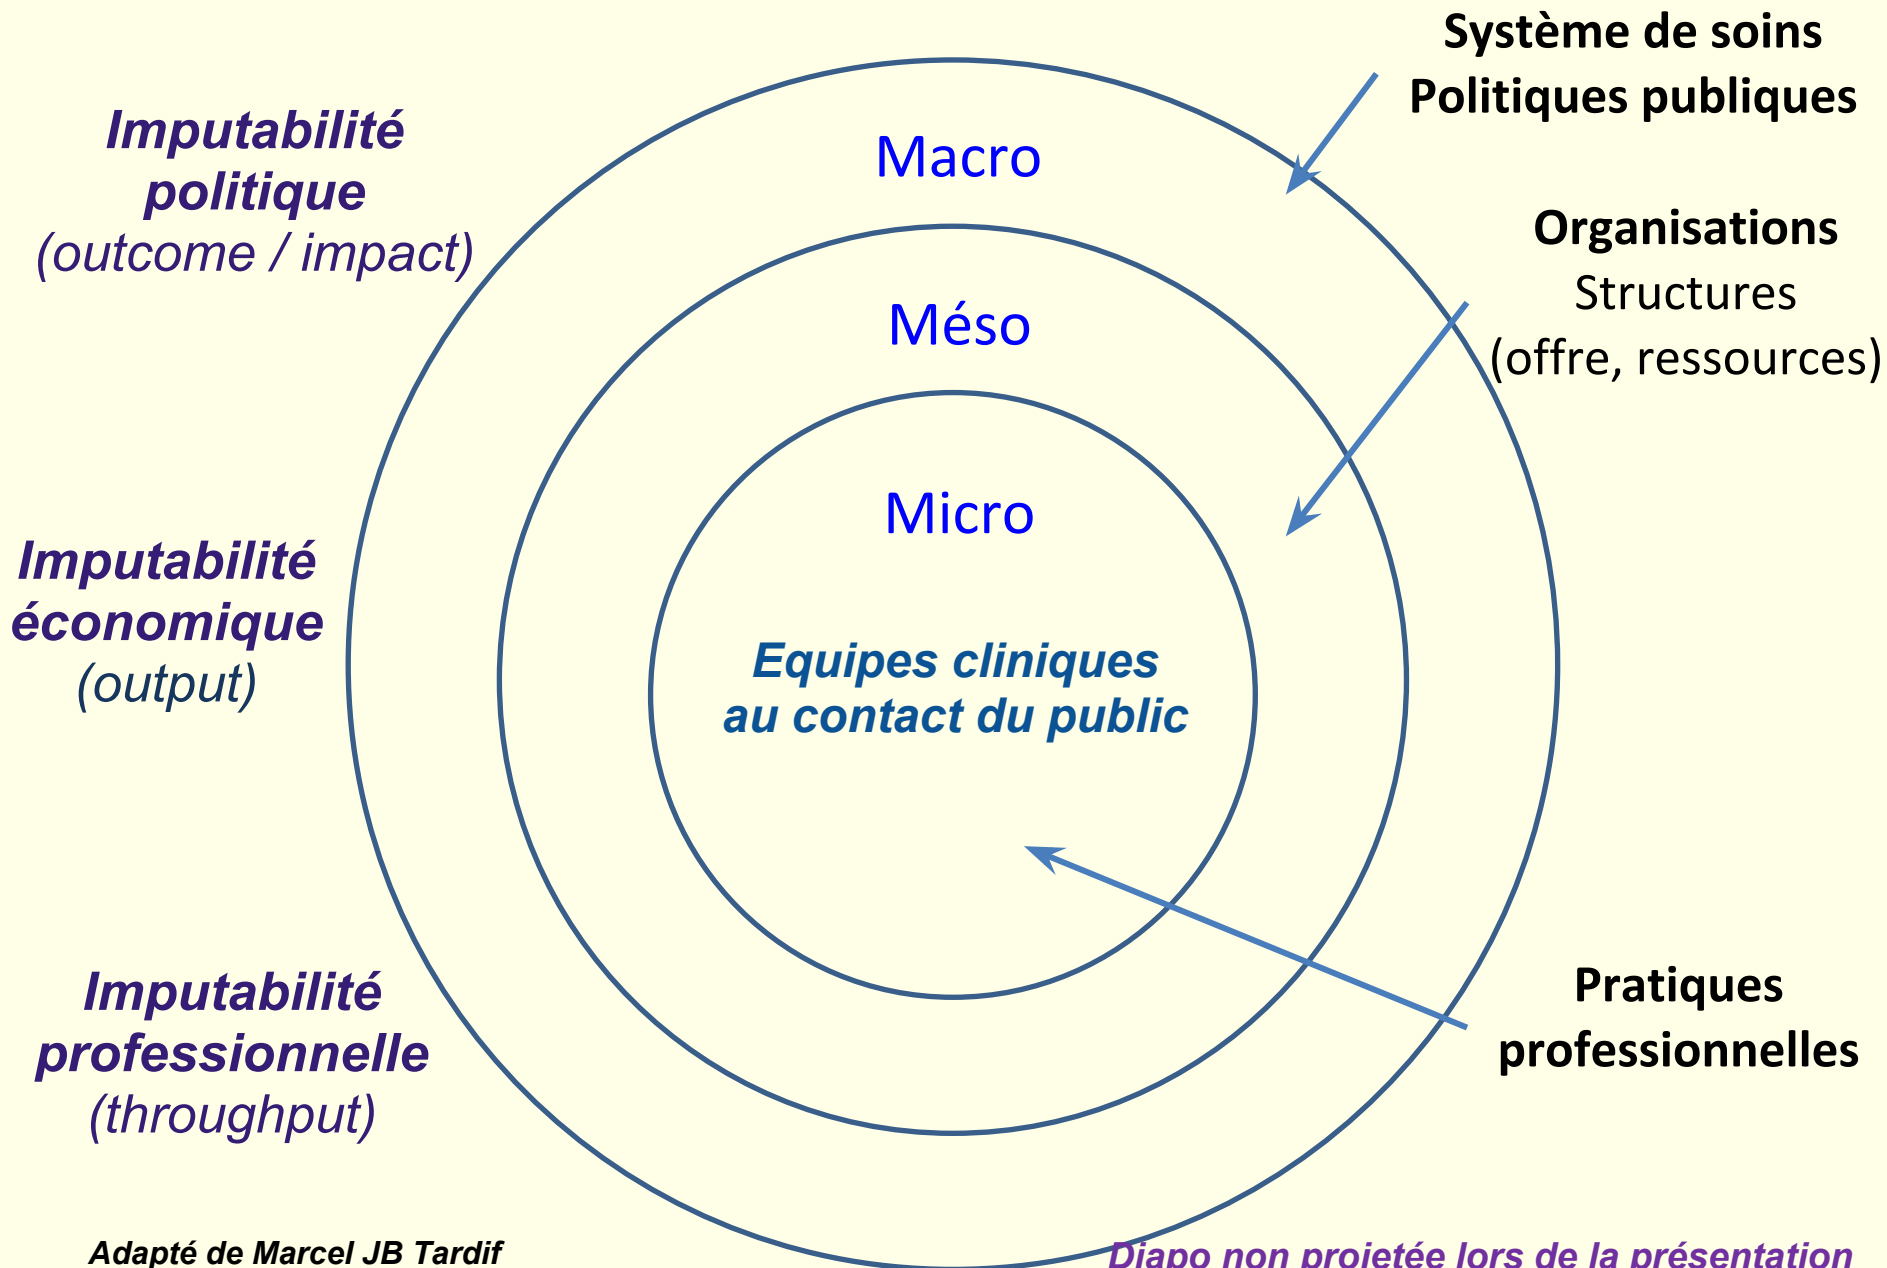 Système de soins
Politiques publiques
Imputabilité
politique
(outcome / impact)
Macro
Organisations
Structures
(offre, ressources)
Méso
Micro
Imputabilité
économique
(output)
Equipes cliniques
au contact du public
Imputabilité
professionnelle
(throughput)
Pratiques
professionnelles
Adapté de Marcel JB Tardif
Diapo non projetée lors de la présentation